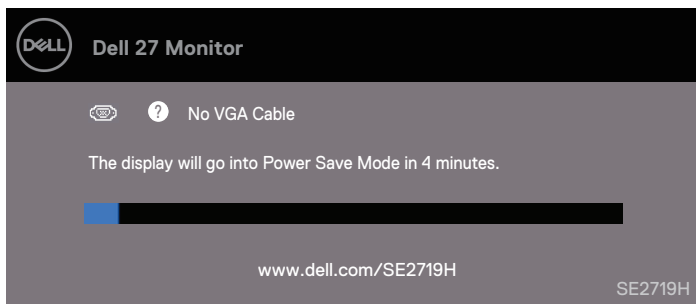 DELL
Dell 27 Monitor
? No VGA Cable
The display will go into Power Save Mode in 4 minutes.
www.dell.com/SE2719H
SE2719H